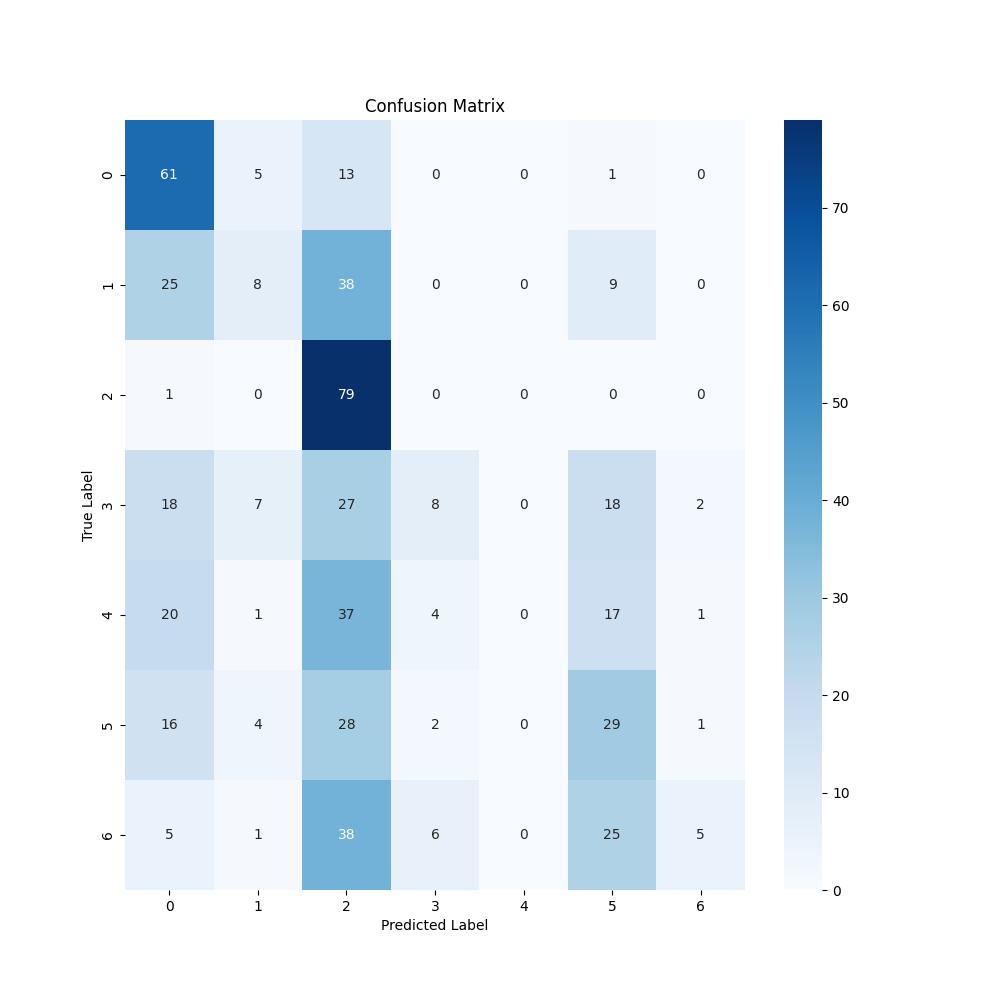 Confusion Matrix
0 61 5 13 0 0 1 0
1 25 8 38 0 0 9 0
2 1 0 79 0 0 0 0
3 18 7 27 8 0 18 2
4 20 1 37 4 0 17 1
5 16 4 28 2 0 29 1
6 5 1 38 6 0 25 5
True Label
0 1 2 3 4 5 6
Predicted Label
70
60
50
40
30
20
10
0